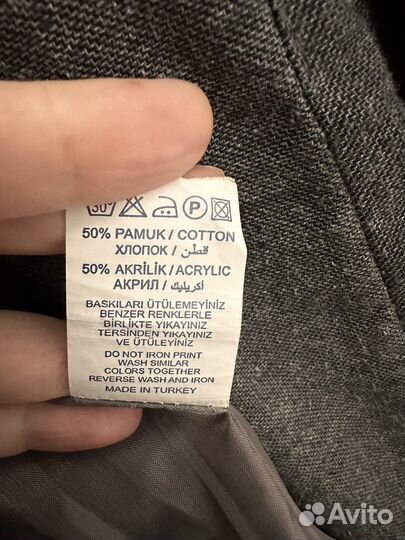 30°
P
50% PAMUK / COTTON
ХЛОПОК / قطن
50% AKRİLİK / ACRYLIC
АКРИЛ / أكريليك
BASKILARI ÜTÜLEMEYİNİZ
BENZER RENKLERLE
BİRLİKTE YIKAYINIZ
TERSİNDEN YIKAYINIZ
VE ÜTÜLEYİNİZ
DO NOT IRON PRINT
WASH SIMILAR
COLORS TOGETHER
REVERSE WASH AND IRON
MADE IN TURKEY
Avito